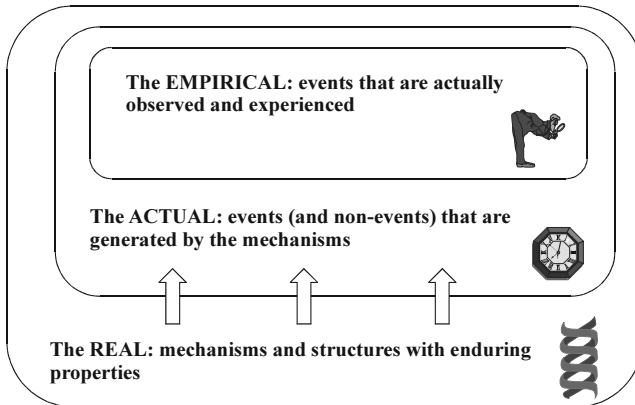 The EMPIRICAL: events that are actually
observed and experienced
The ACTUAL: events (and non-events) that are
generated by the mechanisms
The REAL: mechanisms and structures with enduring
properties